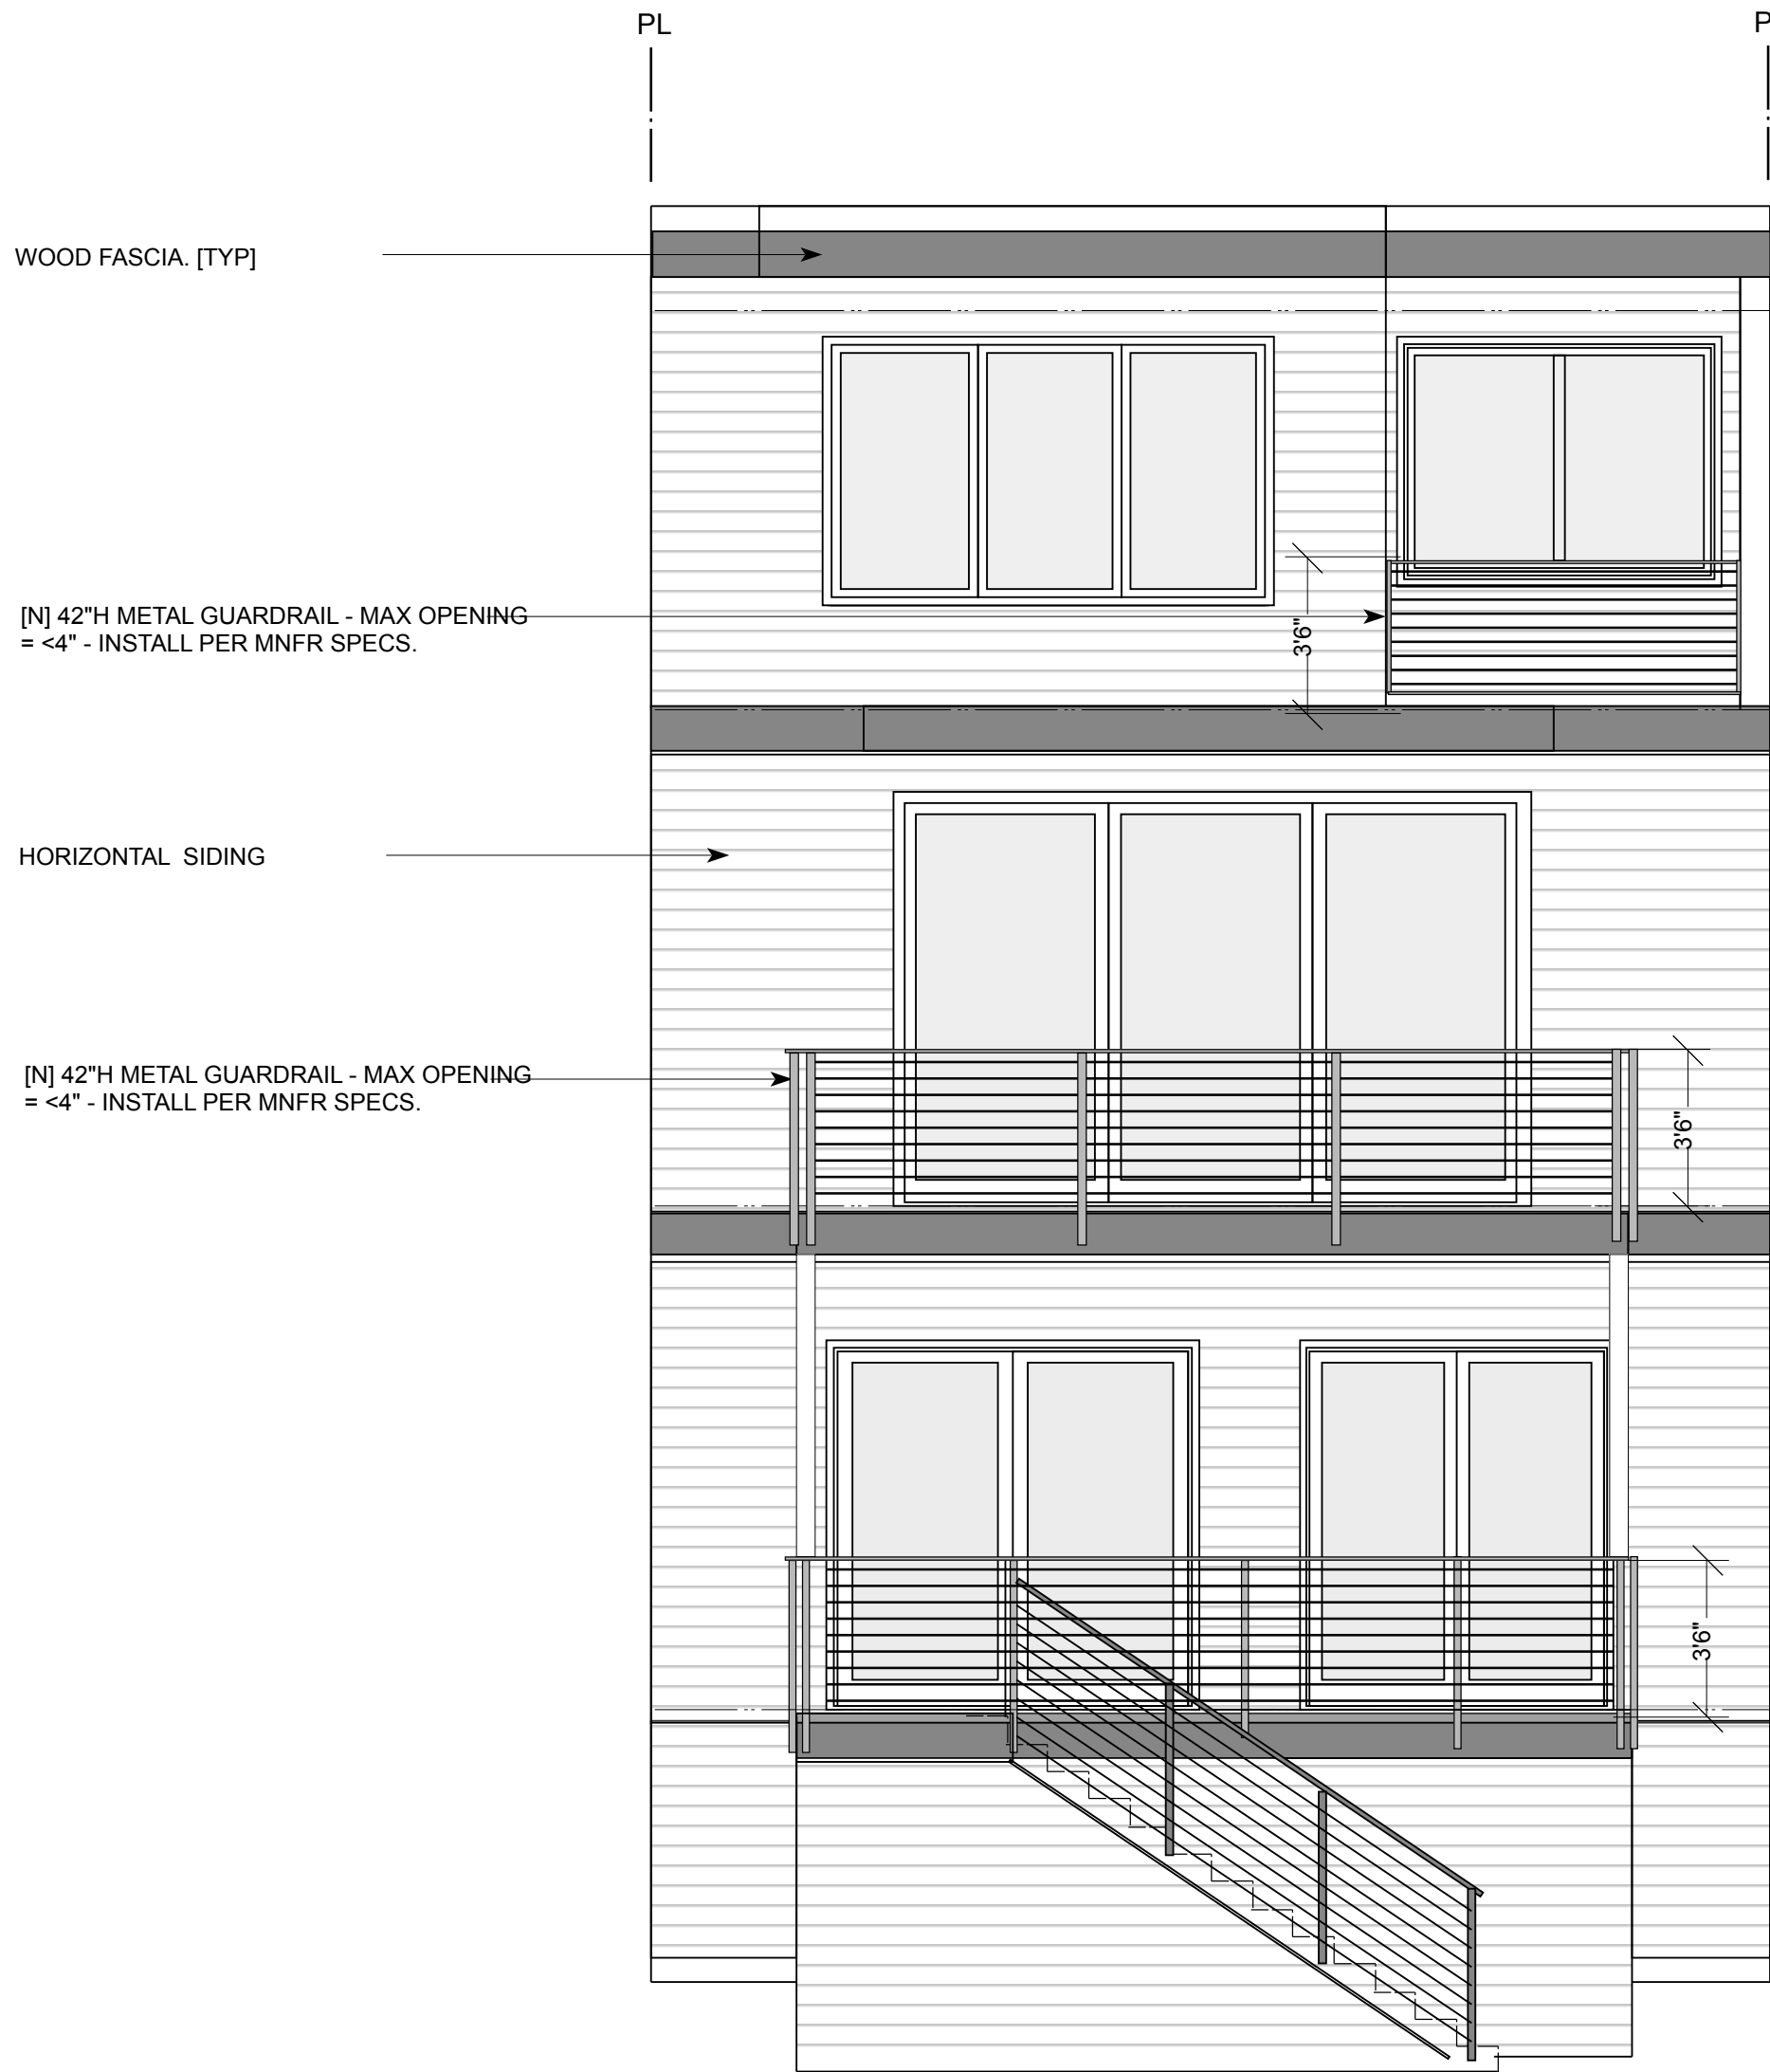 PL
P
WOOD FASCIA. [TYP]
[N] 42"H METAL GUARDRAIL - MAX OPENING
= <4" - INSTALL PER MNFR SPECS.
3'6"
HORIZONTAL  SIDING
[N] 42"H METAL GUARDRAIL - MAX OPENING
= <4" - INSTALL PER MNFR SPECS.
3'6"
3'6"